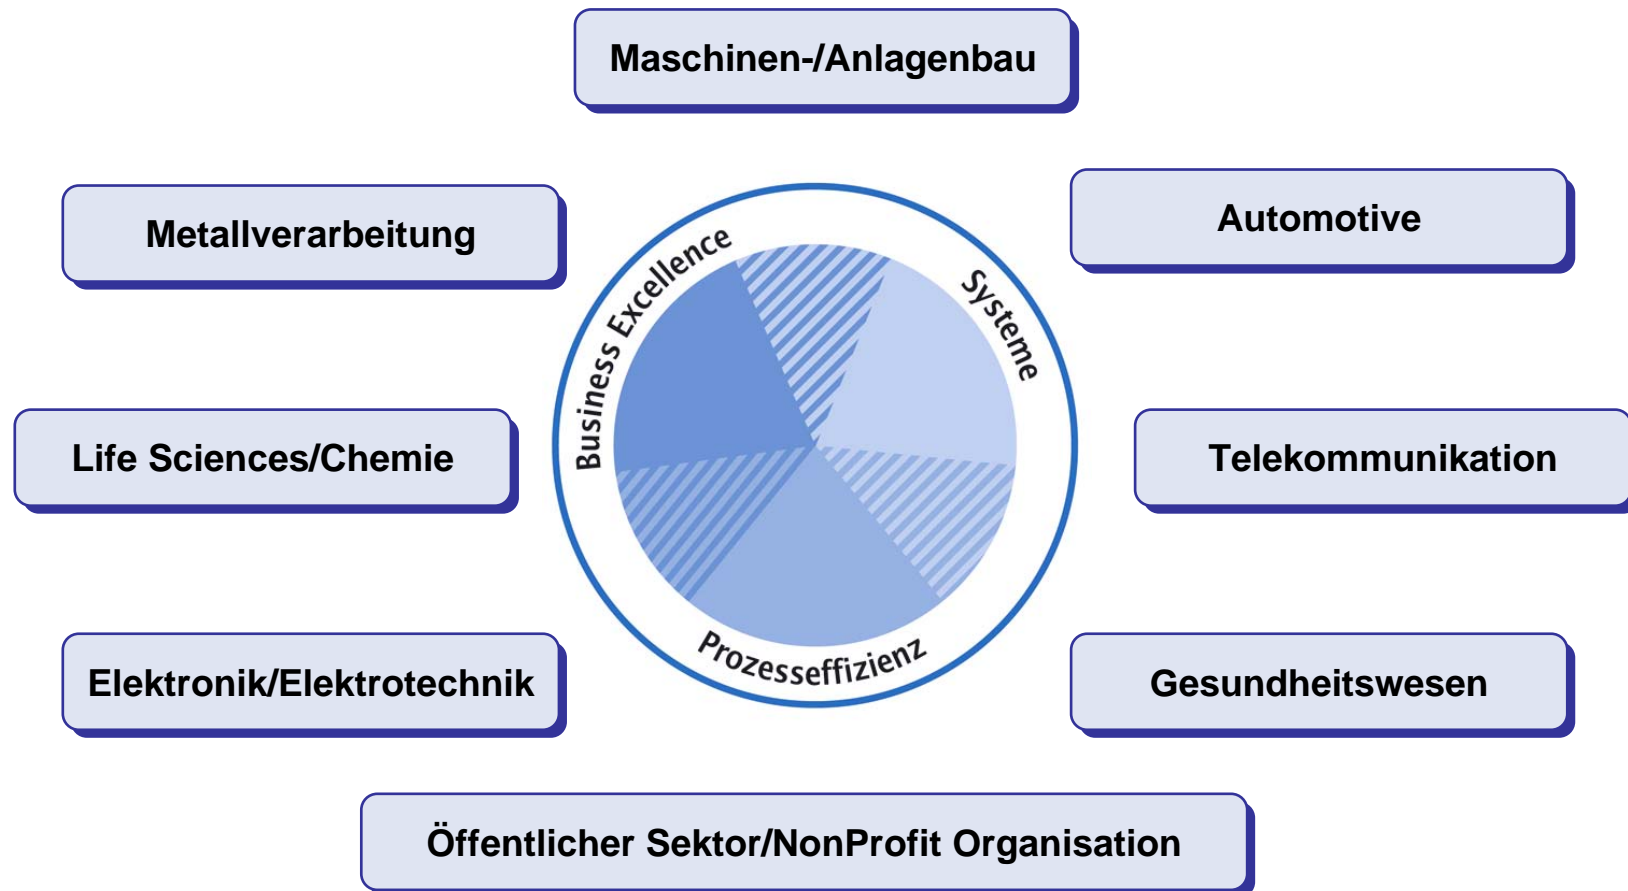 Maschinen-/Anlagenbau
Metallverarbeitung
Automotive
Business Excellence
Systeme
Life Sciences/Chemie
Telekommunikation
Prozesseffizienz
Elektronik/Elektrotechnik
Gesundheitswesen
Öffentlicher Sektor/NonProfit Organisation